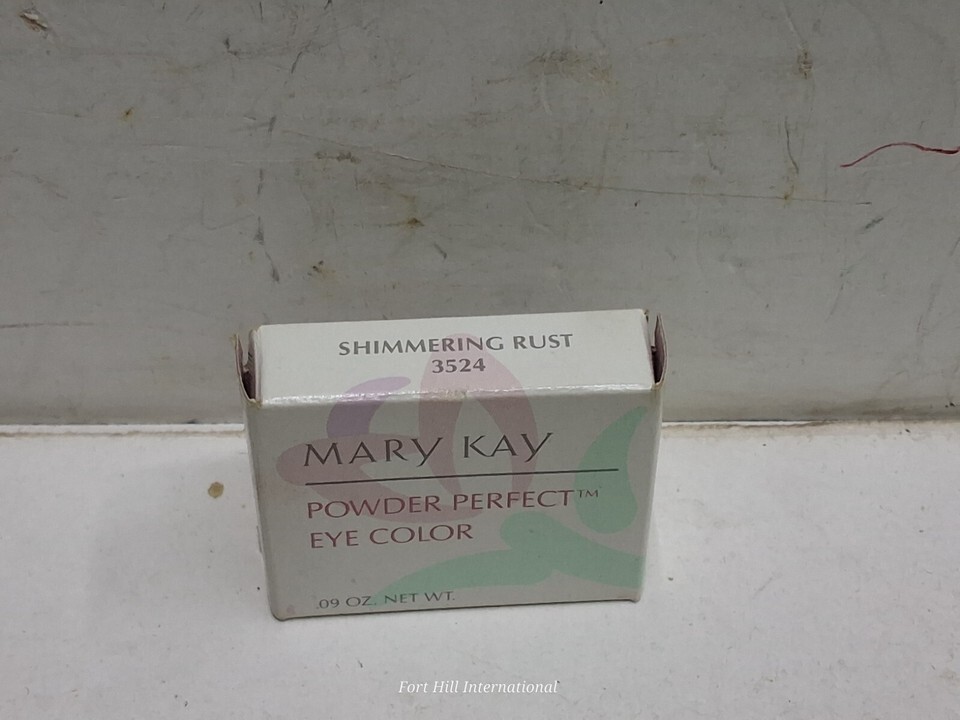 SHIMMERING RUST
3524
MARY KAY
POWDER PERFECT™
EYE COLOR
.09 OZ. NET WT.
Fort Hill International